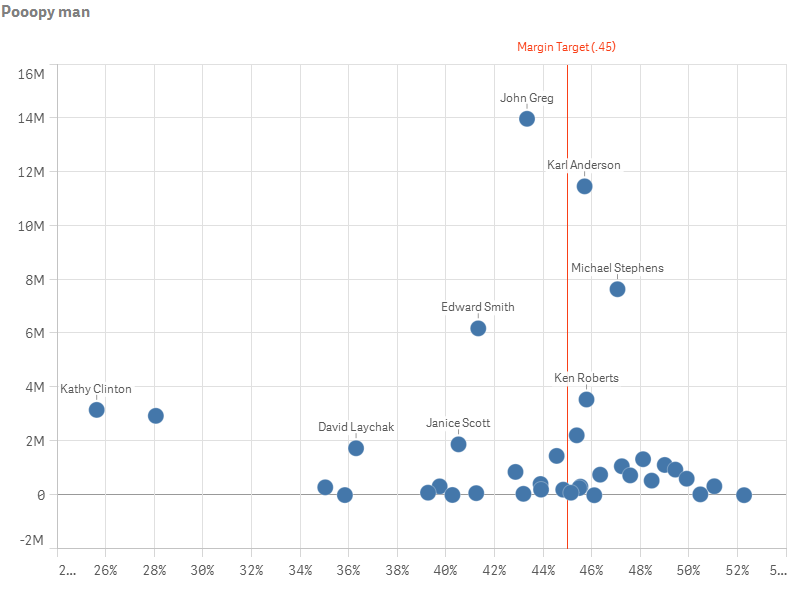 Pooopy man
Margin Target (.45)
16M
John Greg
14M
Karl Anderson
12M
10M
Michael Stephens
8M
Edward Smith
6M
Ken Roberts
Kathy Clinton
4M
David Laychak
Janice Scott
2M
0
-2M
2... 26% 28% 30% 32% 34% 36% 38% 40% 42% 44% 46% 48% 50% 52% 5...